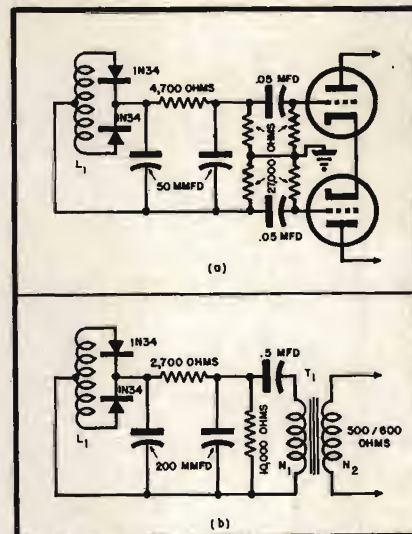 1N34
4,700 OHMS
.05 MFD
1N34
OHMS
L1
50 MMFD
27,000
.05 MFD
(a)
1N34
2,700 OHMS
.5 MFD
T1
1N34
10,000 OHMS
N1
N2
500/600
OHMS
L1
200 MMFD
(b)